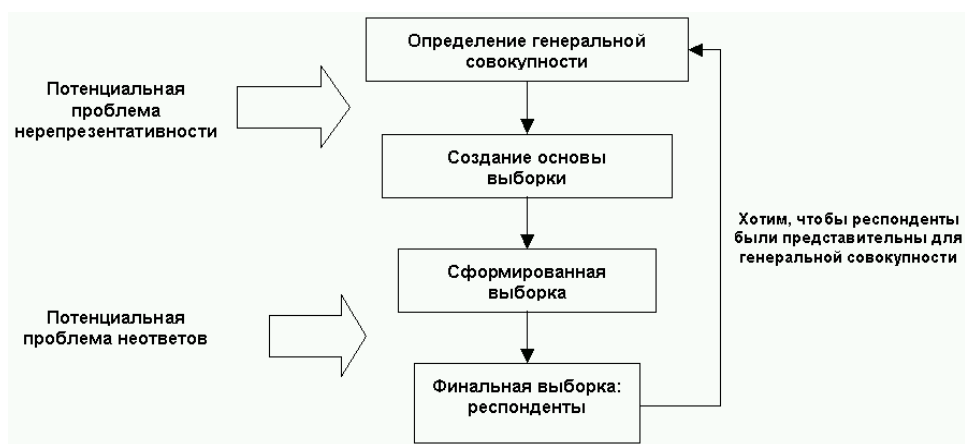 Определение генеральной
совокупности
Потенциальная
проблема
нерепрезентативности
Создание основы
выборки
Хотим, чтобы респонденты
были представительны для
генеральной совокупности
Сформированная
выборка
Потенциальная
проблема неответов
Финальная выборка:
респонденты